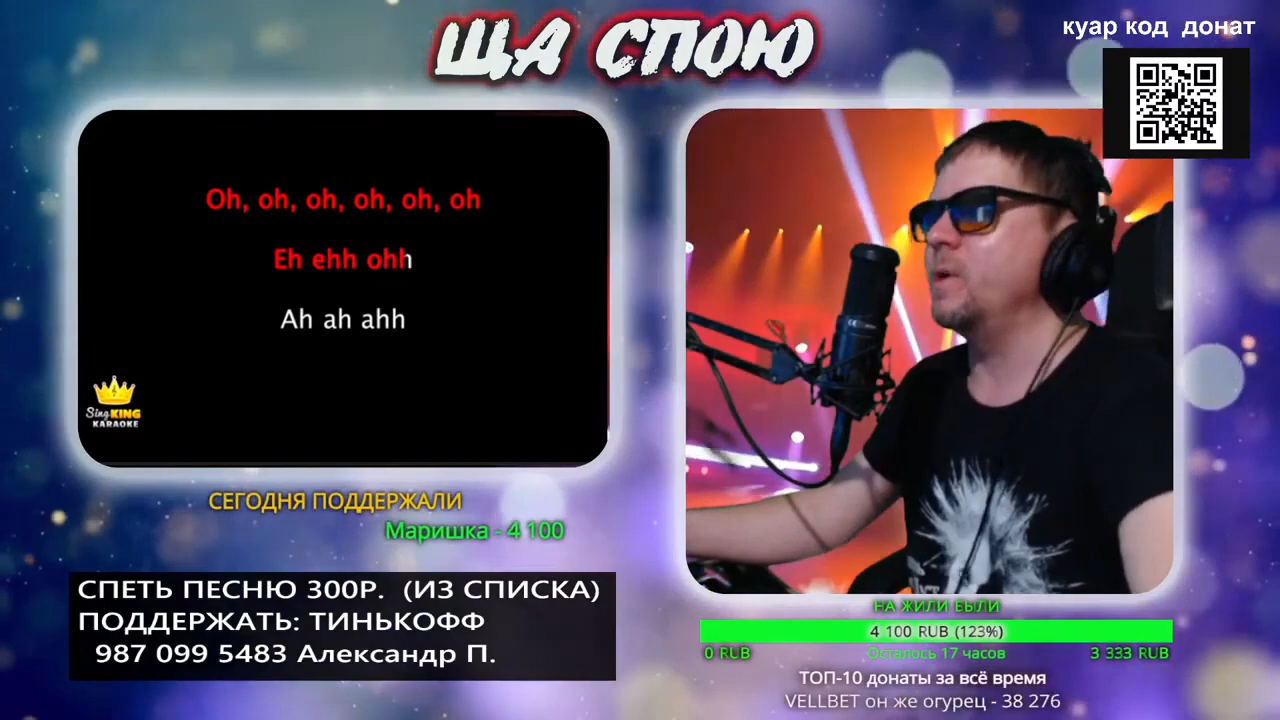 ЩА СПОЮ
куар код донат
Oh, oh, oh, oh, oh, oh
Eh ehh ohh
Ah ah ahh
Sing KING
KARAOKE
СЕГОДНЯ ПОДДЕРЖАЛИ
Маришка - 4 100
СПЕТЬ ПЕСНЮ 300Р. (ИЗ СПИСКА)
ПОДДЕРЖАТЬ: ТИНЬКОФФ
987 099 5483 Александр П.
НА ЖИЛИ БЫЛИ
4 100 RUB (123%)
0 RUB
Осталось 17 часов
3 333 RUB
ТОП-10 донаты за всё время
VELLBET он же огурец - 38 276